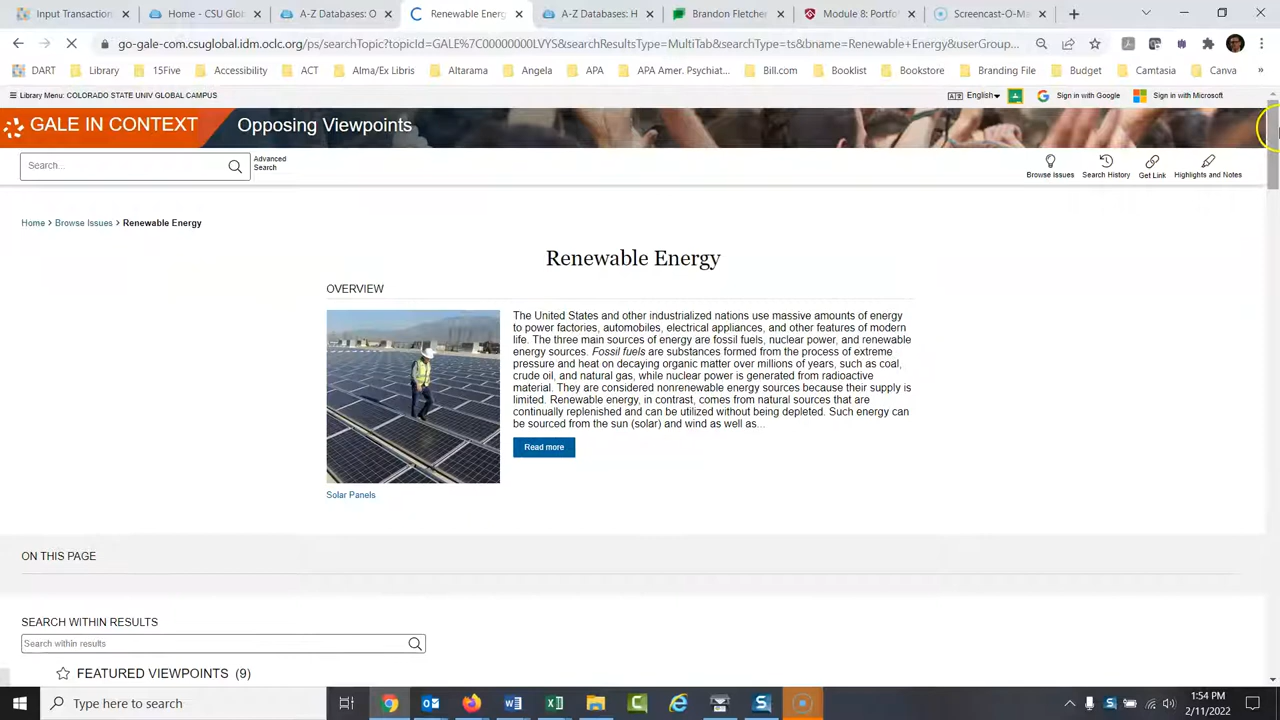 Input Transaction
Home - CSU Glo
A-Z Databases: O
Renewable Energ
A-Z Databases: H
Brandon Fletcher
Module 8: Portfo
Screencast-O-Ma
go-gale-com.csuglobal.idm.oclc.org/ps/searchTopic?topicId=GALE%7C00000000LVYS&searchResultsType=MultiTab&searchType=ts&bname=Renewable+Energy&userGroup...
DART Library 15Five Accessibility ACT Alma/Ex Libris Altarama Angela APA APA Amer. Psychiat... Bill.com Booklist Bookstore Branding File Budget Camtasia Canva »
Library Menu: COLORADO STATE UNIV GLOBAL CAMPUS
English
Sign in with Google
Sign in with Microsoft
GALE IN CONTEXT Opposing Viewpoints
Search...
Advanced
Search
Browse Issues Search History Get Link Highlights and Notes
Home > Browse Issues > Renewable Energy
Renewable Energy
OVERVIEW
The United States and other industrialized nations use massive amounts of energy
to power factories, automobiles, electrical appliances, and other features of modern
life. The three main sources of energy are fossil fuels, nuclear power, and renewable
energy sources. Fossil fuels are substances formed from the process of extreme
pressure and heat on decaying organic matter over millions of years, such as coal,
crude oil, and natural gas, while nuclear power is generated from radioactive
material. They are considered nonrenewable energy sources because their supply is
limited. Renewable energy, in contrast, comes from natural sources that are
continually replenished and can be utilized without being depleted. Such energy can
be sourced from the sun (solar) and wind as well as...
Read more
Solar Panels
ON THIS PAGE
SEARCH WITHIN RESULTS
Search within results
FEATURED VIEWPOINTS (9)
Type here to search
1:54 PM
2/11/2022